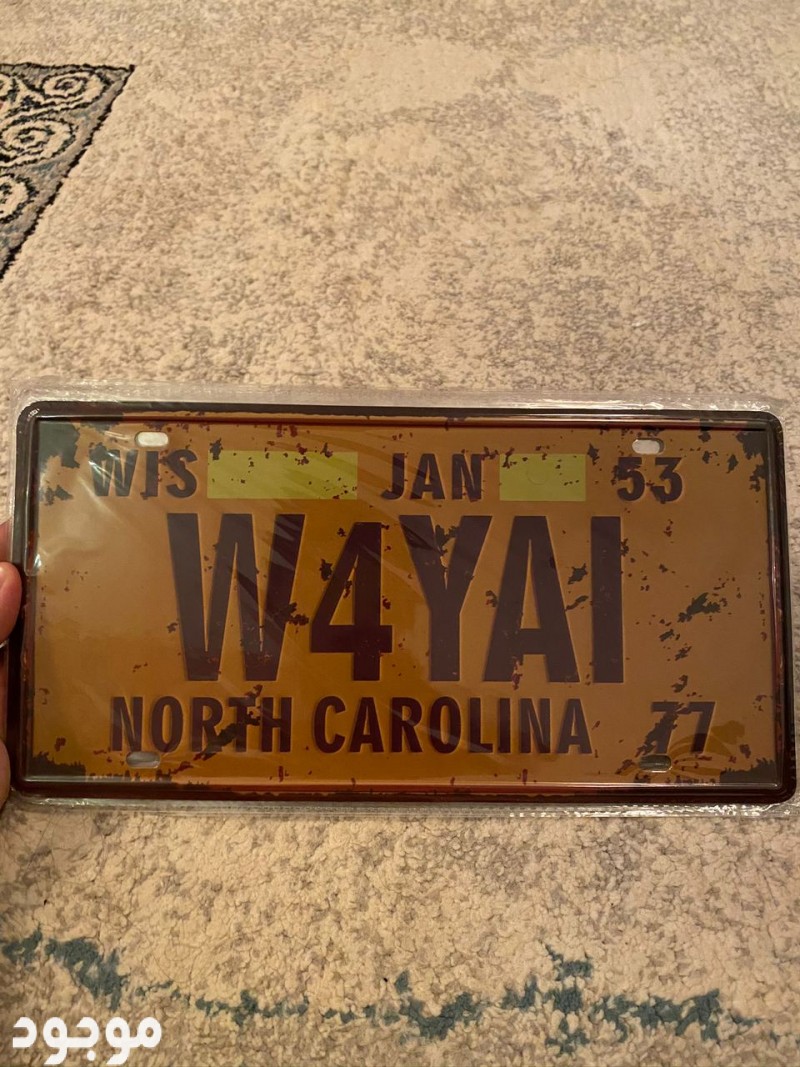 WIS JAN 53
W4YAI
NORTH CAROLINA 77
موجود